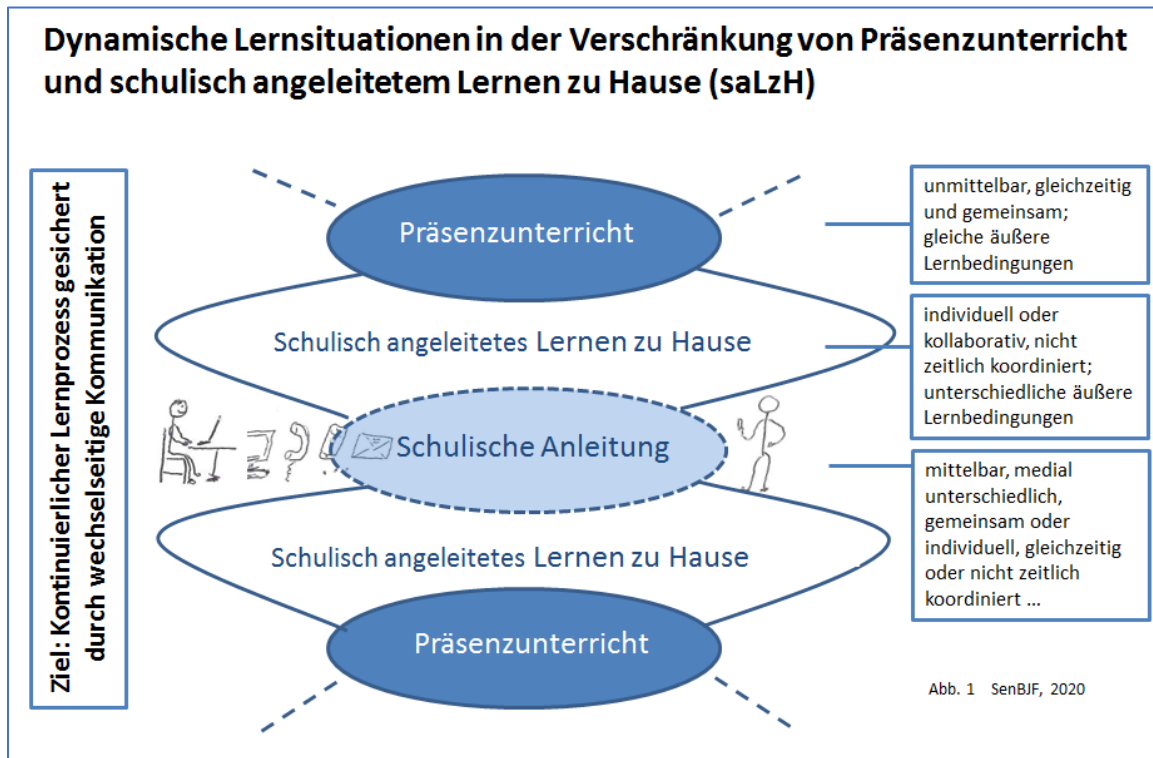 Dynamische Lernsituationen in der Verschränkung von Präsenzunterricht
und schulisch angeleitetem Lernen zu Hause (saLzH)
Ziel: Kontinuierlicher Lernprozess gesichert
durch wechselseitige Kommunikation
Präsenzunterricht
unmittelbar, gleichzeitig
und gemeinsam;
gleiche äußere
Lernbedingungen
Schulisch angeleitetes Lernen zu Hause
individuell oder
kollaborativ, nicht
zeitlich koordiniert;
unterschiedliche äußere
Lernbedingungen
Schulische Anleitung
mittelbar, medial
unterschiedlich,
gemeinsam oder
individuell, gleichzeitig
oder nicht zeitlich
koordiniert ...
Schulisch angeleitetes Lernen zu Hause
Präsenzunterricht
Abb. 1 SenBJF, 2020